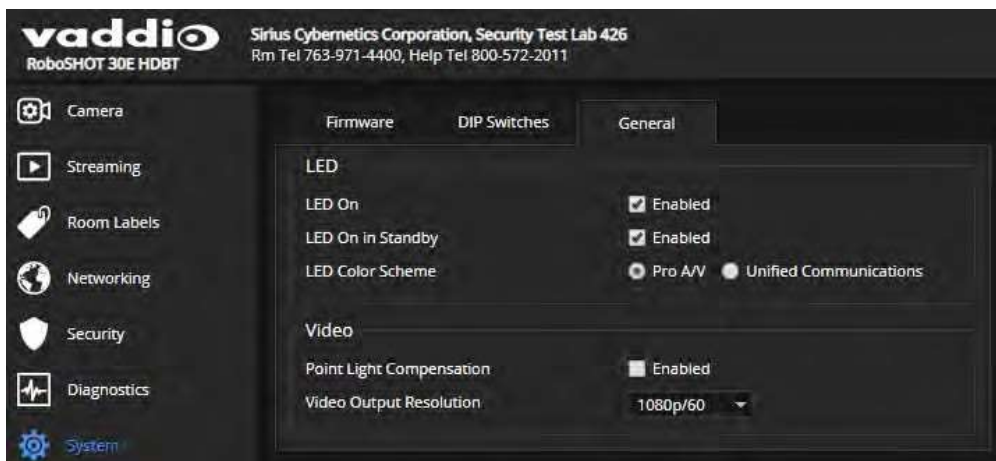 vaddio
RoboSHOT 30E HDBT
Sirius Cybernetics Corporation, Security Test Lab 426
Rm Tel 763-971-4400, Help Tel 800-572-2011
Camera
Streaming
Room Labels
Networking
Security
Diagnostics
System
Firmware DIP Switches General
LED
LED On Enabled
LED On in Standby Enabled
LED Color Scheme Pro A/V Unified Communications
Video
Point Light Compensation Enabled
Video Output Resolution 1080p/60